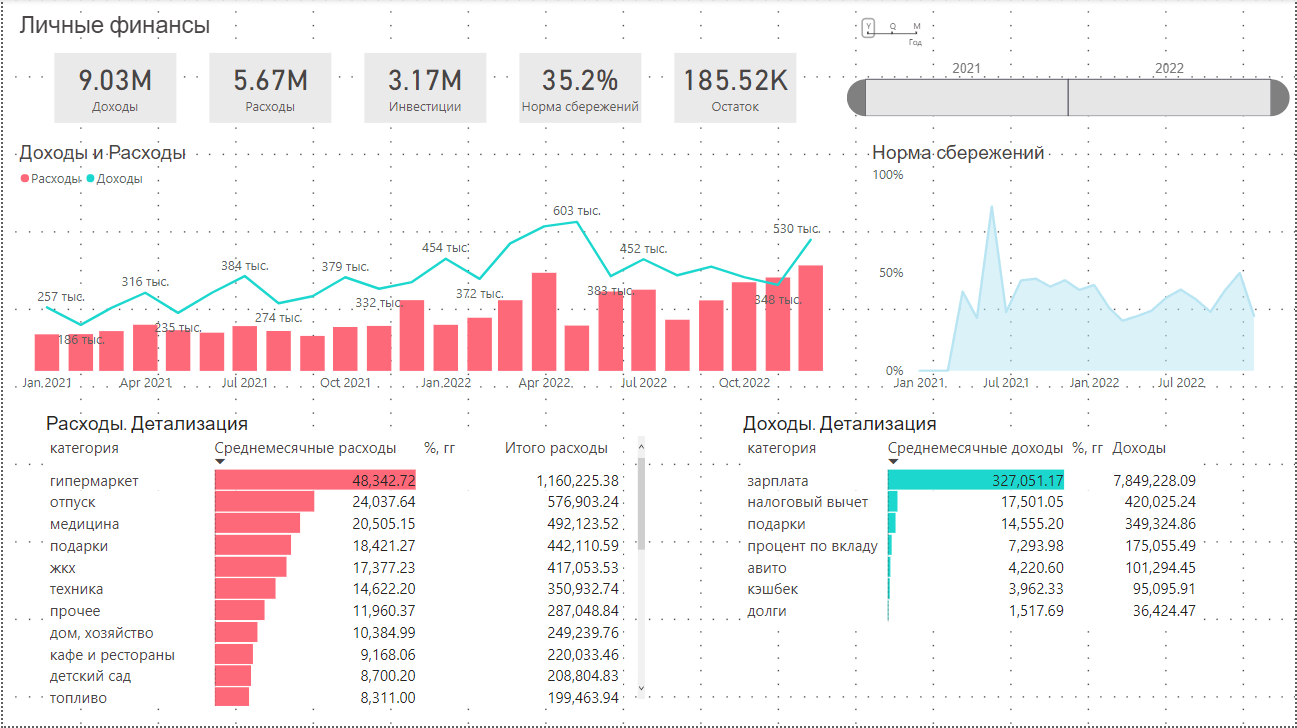 Личные финансы
Y Q M
Год
9.03M 5.67M 3.17M 35.2% 185.52K
Доходы Расходы Инвестиции Норма сбережений Остаток
2021 2022
Доходы и Расходы
Расходы Доходы
603 тыс.
530 тыс.
454 тыс. 452 тыс.
384 тыс. 379 тыс.
316 тыс.
257 тыс. 372 тыс. 383 тыс.
332 тыс. 348 тыс.
274 тыс.
235 тыс.
186 тыс.
Jan 2021 Apr 2021 Jul 2021 Oct 2021 Jan 2022 Apr 2022 Jul 2022 Oct 2022
Норма сбережений
100%
50%
0%
Jan 2021 Jul 2021 Jan 2022 Jul 2022
Расходы. Детализация
категория Среднемесячные расходы %, гг Итого расходы
гипермаркет 48,342.72 1,160,225.38
отпуск 24,037.64 576,903.24
медицина 20,505.15 492,123.52
подарки 18,421.27 442,110.59
жкх 17,377.23 417,053.53
техника 14,622.20 350,932.74
прочее 11,960.37 287,048.84
дом, хозяйство 10,384.99 249,239.76
кафе и рестораны 9,168.06 220,033.46
детский сад 8,700.20 208,804.83
топливо 8,311.00 199,463.94
Доходы. Детализация
категория Среднемесячные доходы %, гг Доходы
зарплата 327,051.17 7,849,228.09
налоговый вычет 17,501.05 420,025.24
подарки 14,555.20 349,324.86
процент по вкладу 7,293.98 175,055.49
авито 4,220.60 101,294.45
кэшбек 3,962.33 95,095.91
долги 1,517.69 36,424.47